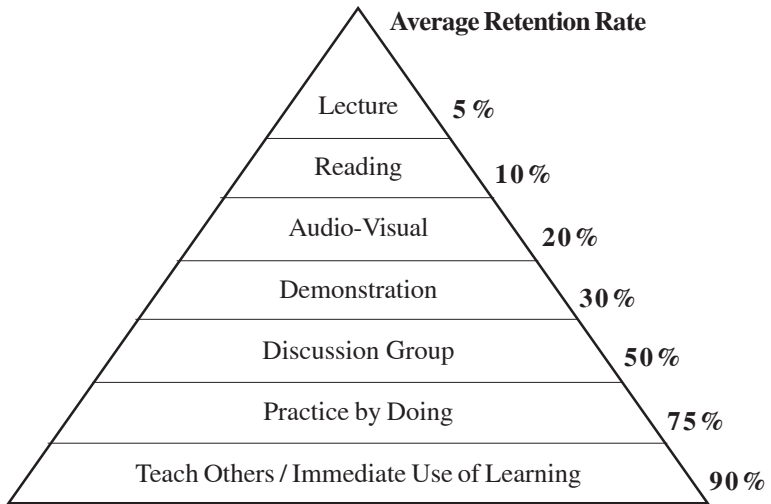 Average Retention Rate
Lecture 5%
Reading 10%
Audio-Visual 20%
Demonstration 30%
Discussion Group 50%
Practice by Doing 75%
Teach Others / Immediate Use of Learning 90%